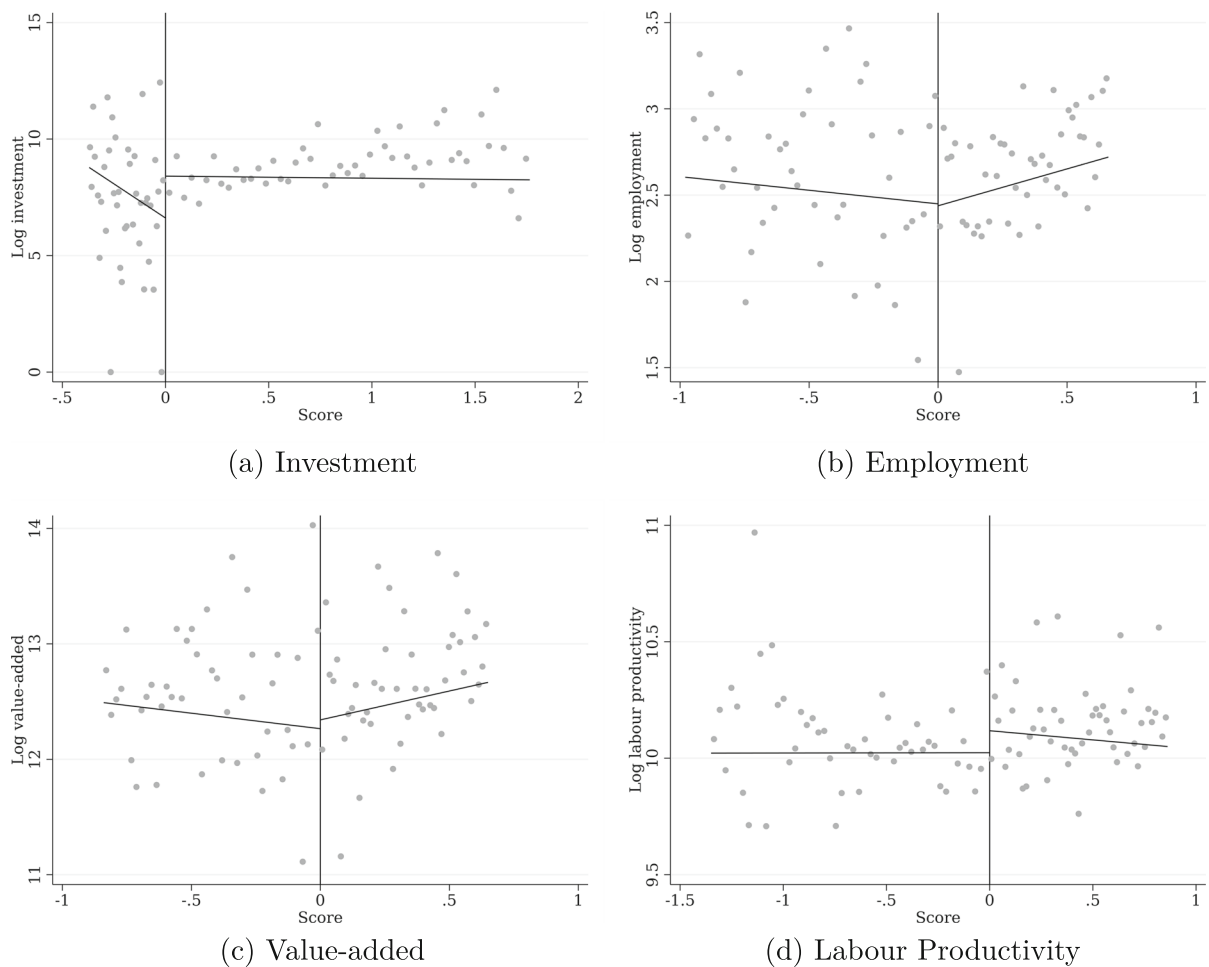 Log investment
15
10
5
0
-.5 0 .5 1 1.5 2
Score
(a) Investment
Log employment
3.5
3
2.5
2
1.5
-1 -.5 0 .5 1
Score
(b) Employment
Log value-added
14
13
12
11
-1 -.5 0 .5 1
Score
(c) Value-added
Log labour productivity
11
10.5
10
9.5
-1.5 -1 -.5 0 .5 1
Score
(d) Labour Productivity